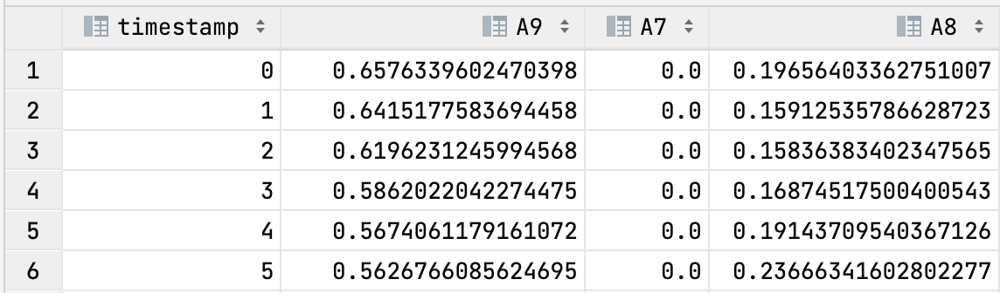 timestamp A9 A7 A8
1 0 0.6576339602470398 0.0 0.19656403362751007
2 1 0.6415177583694458 0.0 0.15912535786628723
3 2 0.6196231245994568 0.0 0.15836383402347565
4 3 0.5862022042274475 0.0 0.16874517500400543
5 4 0.5674061179161072 0.0 0.19143709540367126
6 5 0.5626766085624695 0.0 0.23666341602802277